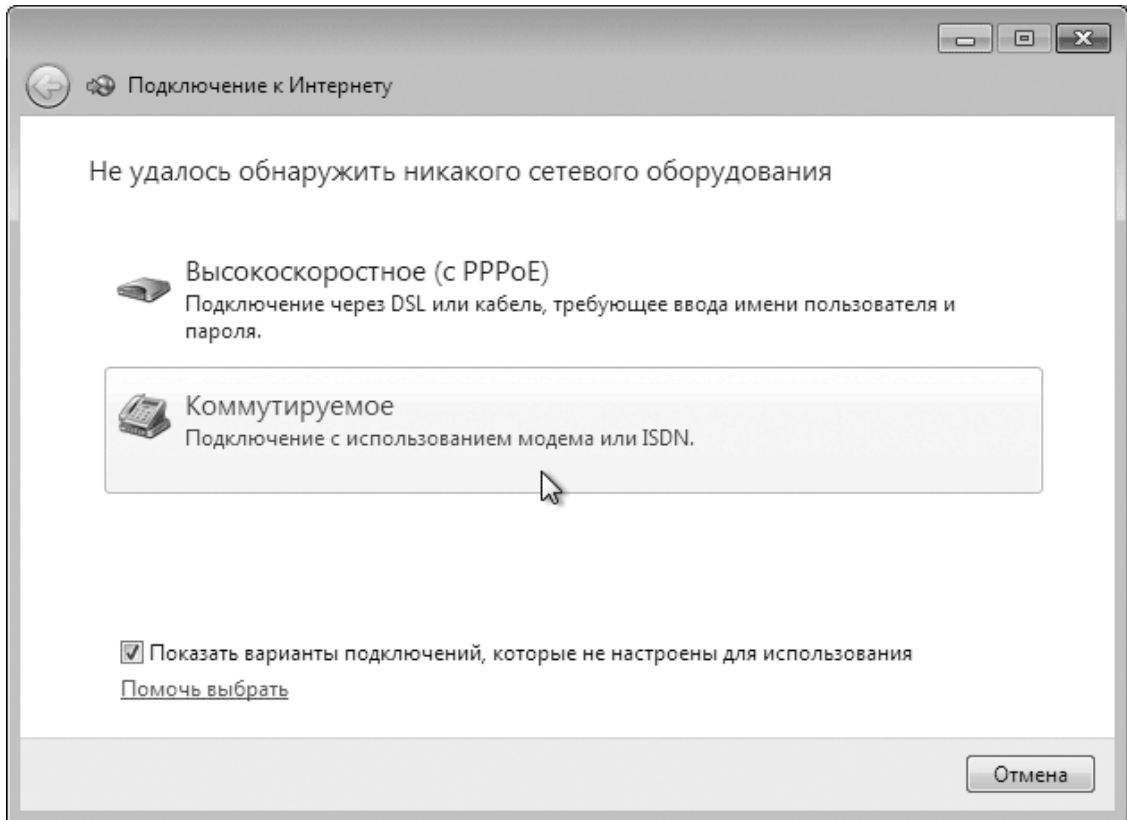 Подключение к Интернету
Не удалось обнаружить никакого сетевого оборудования
Высокоскоростное (с PPPoE)
Подключение через DSL или кабель, требующее ввода имени пользователя и
пароля.
Коммутируемое
Подключение с использованием модема или ISDN.
Показать варианты подключений, которые не настроены для использования
Помочь выбрать
Отмена